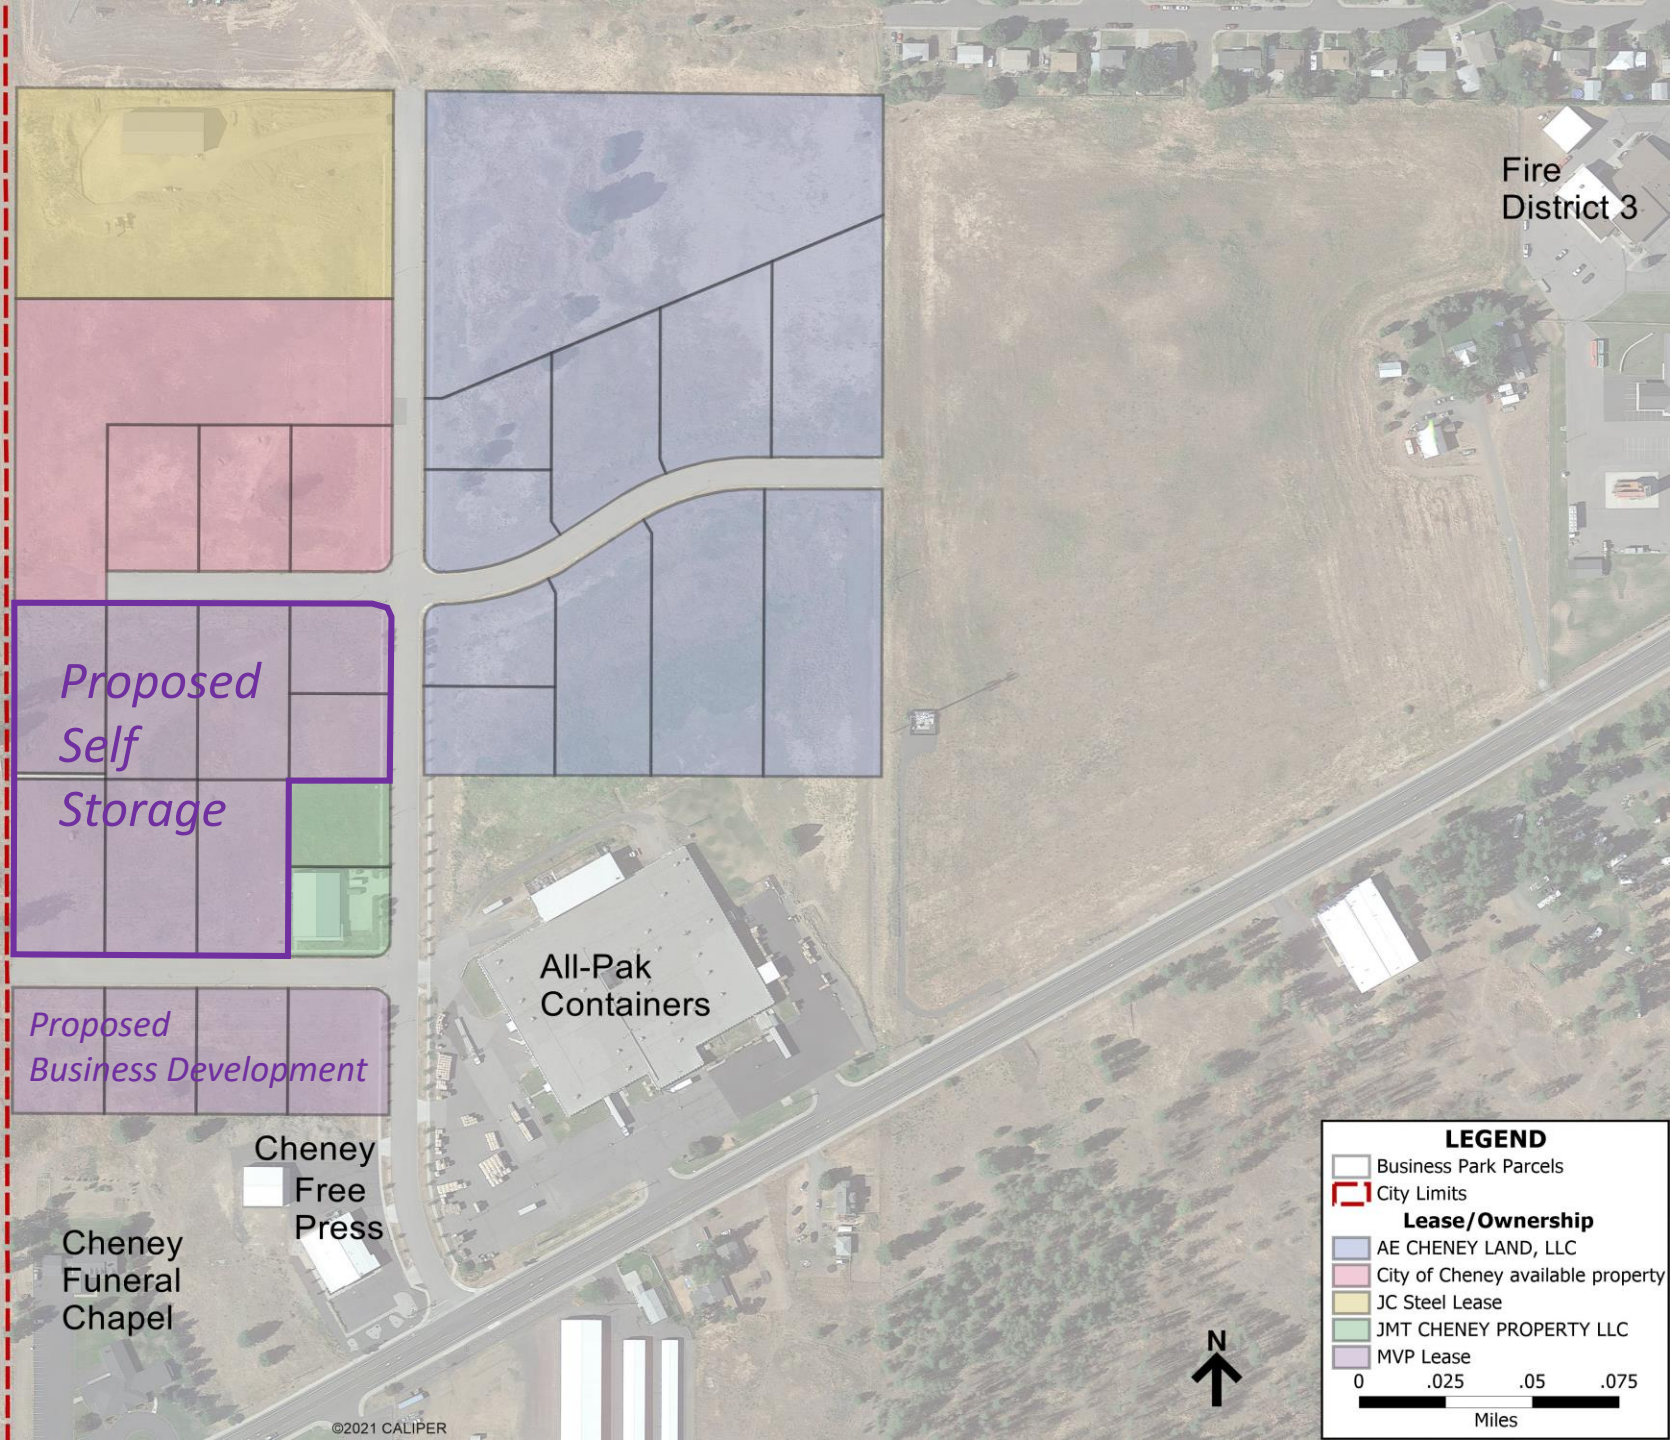 Fire
District 3
Proposed
Self
Storage
All-Pak
Containers
Proposed
Business Development
Cheney
Free
Press
Cheney
Funeral
Chapel
LEGEND
Business Park Parcels
City Limits
Lease/Ownership
AE CHENEY LAND, LLC
City of Cheney available property
JC Steel Lease
JMT CHENEY PROPERTY LLC
MVP Lease
0 .025 .05 .075
Miles
N
©2021 CALIPER